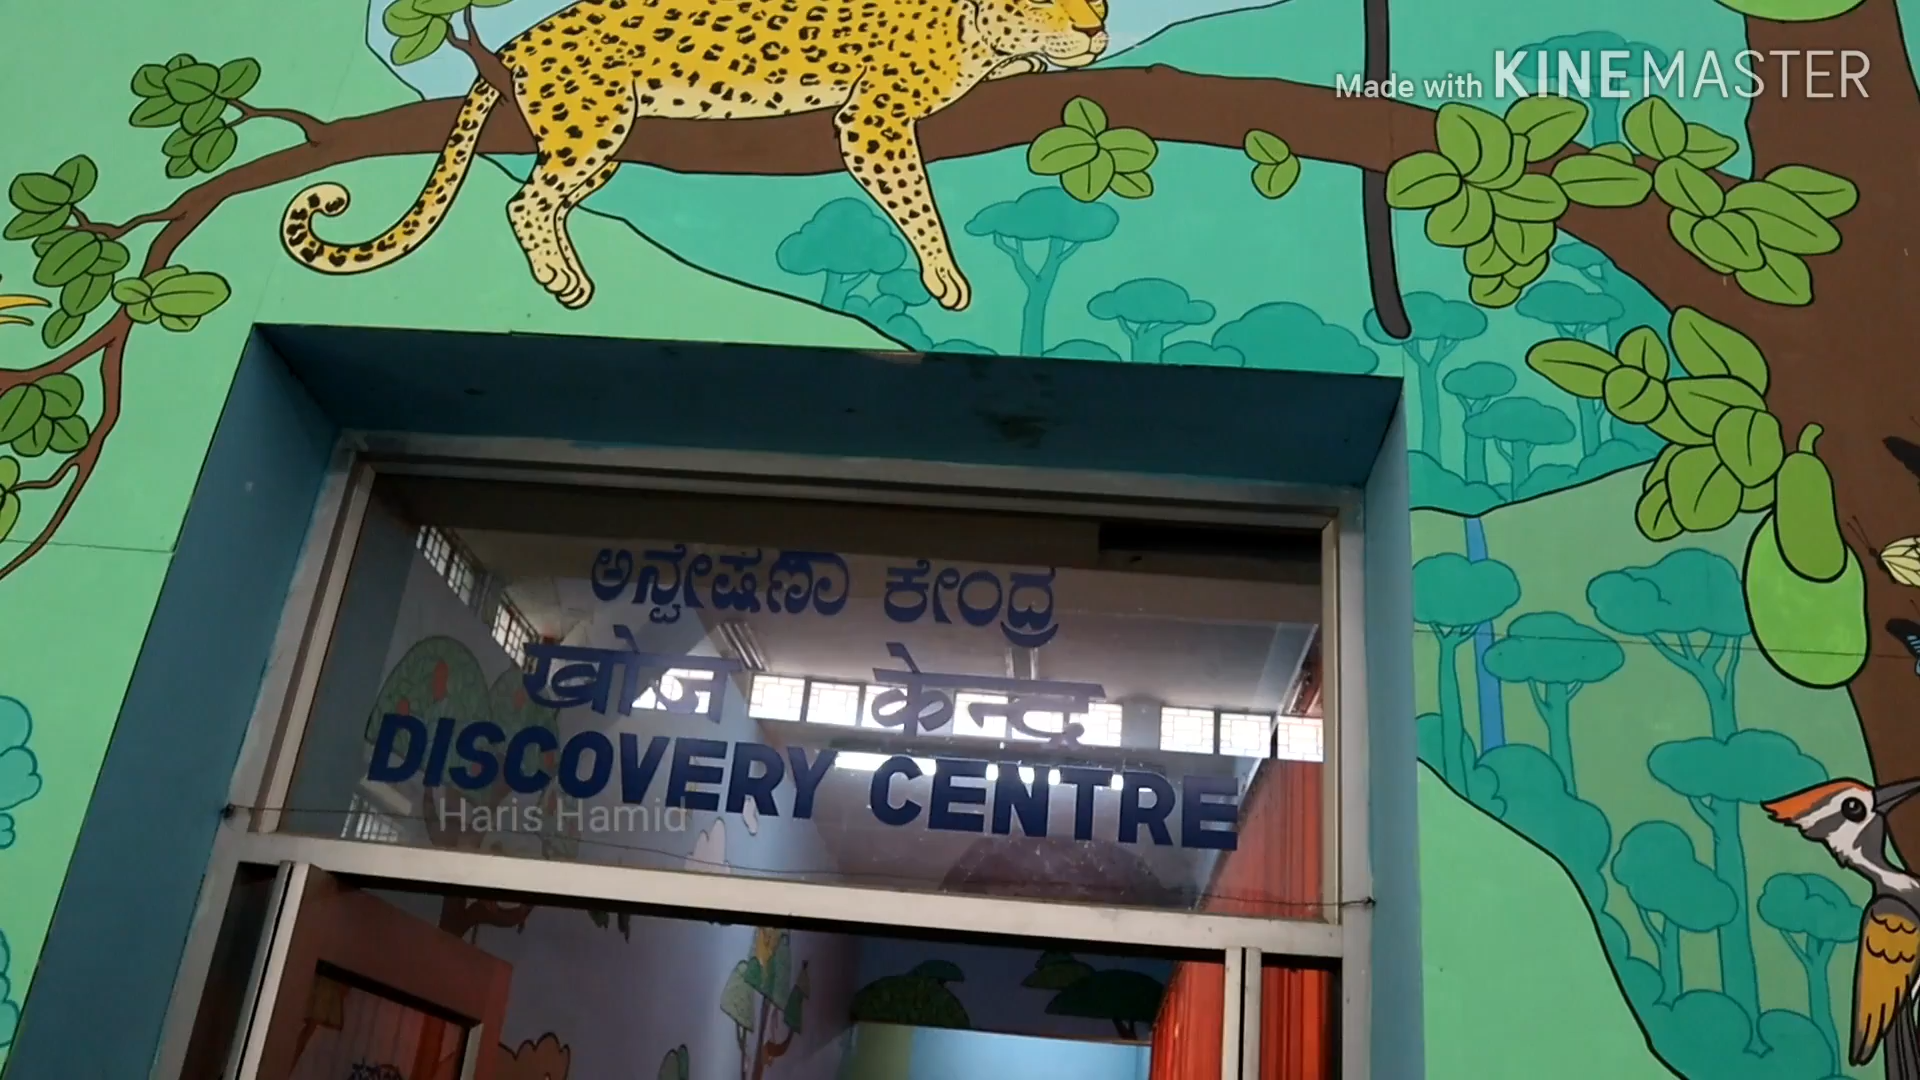 Made with KINEMASTER
ಅನ್ವೇಷಣಾ ಕೇಂದ್ರ
खोज केन्द्र
DISCOVERY CENTRE
Haris Hamid